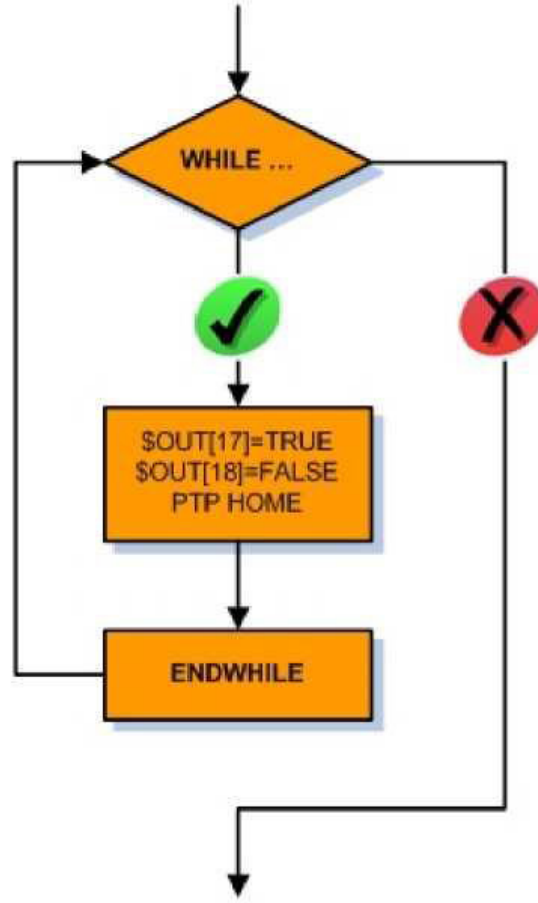 WHILE ...
$OUT[17]=TRUE
$OUT[18]=FALSE
PTP HOME
ENDWHILE